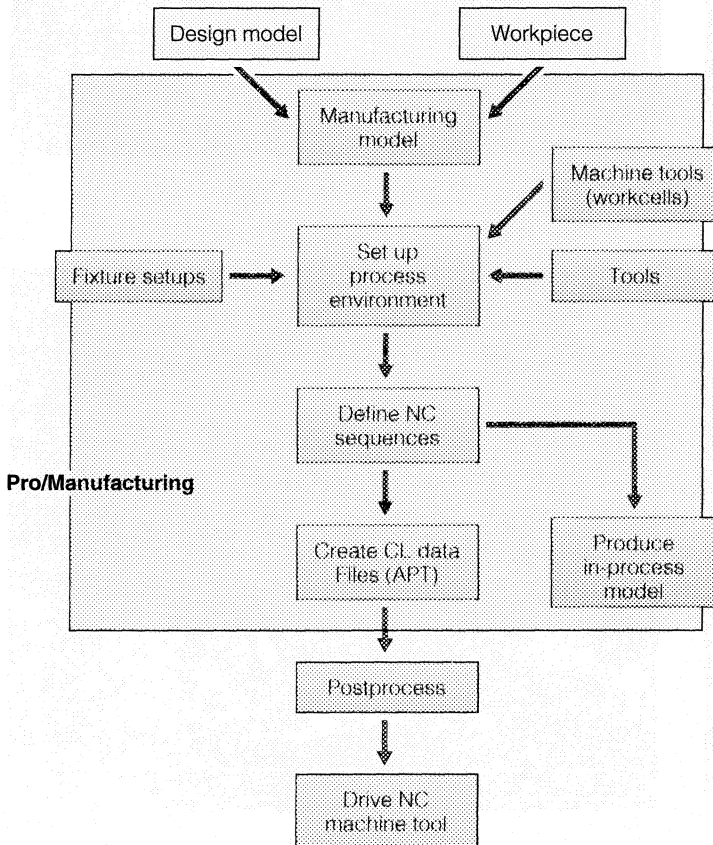 Design model
Workpiece
Manufacturing
model
Machine tools
(workcells)
Fixture setups
Set up
process
environment
Tools
Define NC
sequences
Pro/Manufacturing
Create CL data
Files (APT)
Produce
in-process
model
Postprocess
Drive NC
machine tool